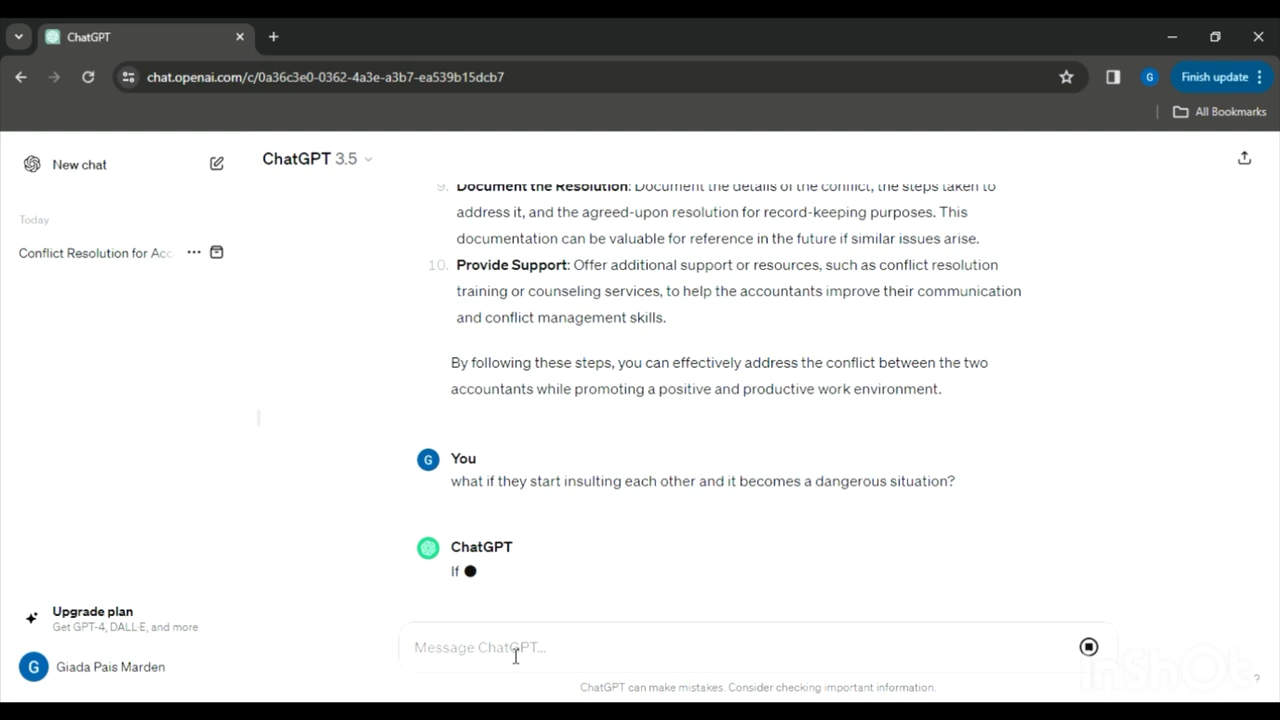 ChatGPT
chat.openai.com/c/0a36c3e0-0362-4a3e-a3b7-ea539b15dcb7
G
Finish update
All Bookmarks
New chat
ChatGPT 3.5
Today
Conflict Resolution for Acc
9. Document the Resolution: Document the details of the conflict, the steps taken to
address it, and the agreed-upon resolution for record-keeping purposes. This
documentation can be valuable for reference in the future if similar issues arise.
10. Provide Support: Offer additional support or resources, such as conflict resolution
training or counseling services, to help the accountants improve their communication
and conflict management skills.
By following these steps, you can effectively address the conflict between the two
accountants while promoting a positive and productive work environment.
G You
what if they start insulting each other and it becomes a dangerous situation?
ChatGPT
If
Upgrade plan
Get GPT-4, DALL·E, and more
G Giada Pais Marden
Message ChatGPT...
ChatGPT can make mistakes. Consider checking important information.
?
InShOt